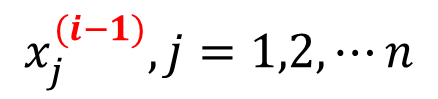 x_j^{(i−1)}, j = 1,2, ⋯ n